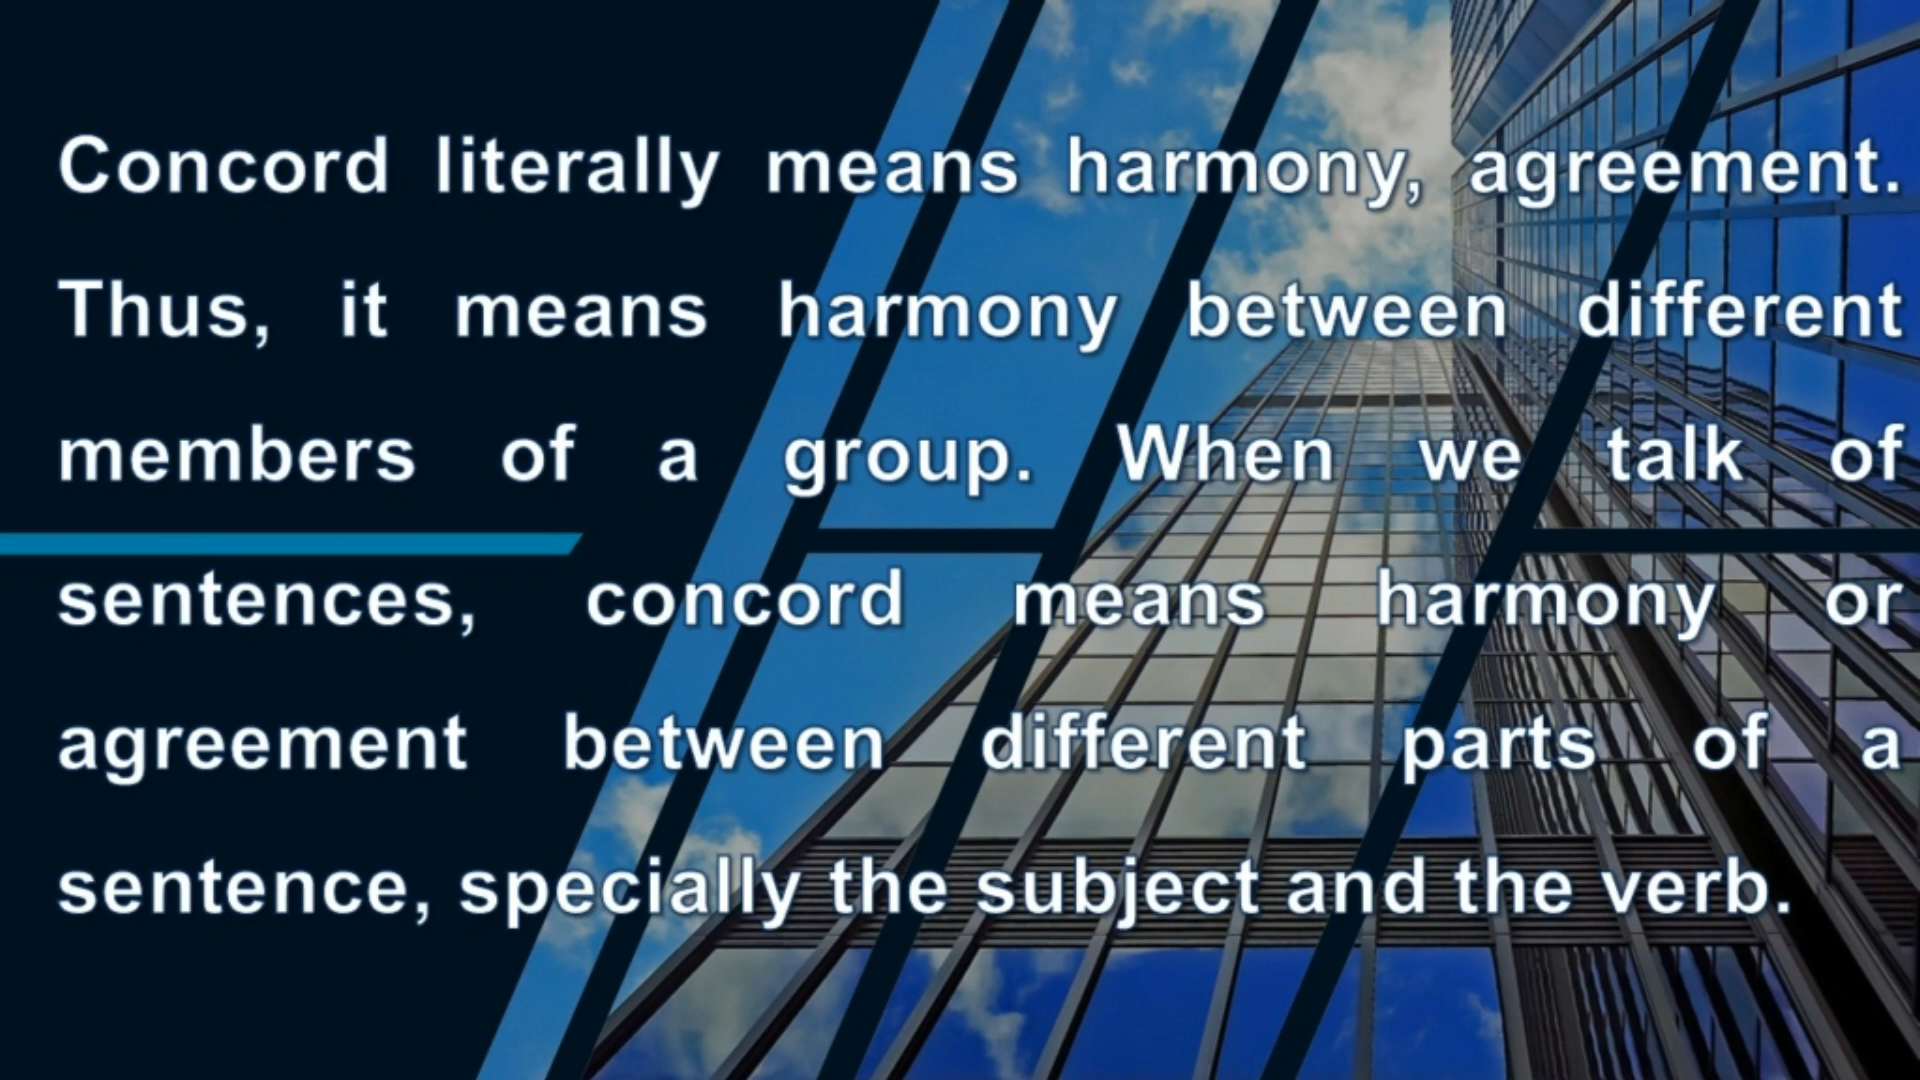 Concord literally means harmony, agreement.
Thus, it means harmony between different
members of a group. When we talk of
sentences, concord means harmony or
agreement between different parts of a
sentence, specially the subject and the verb.